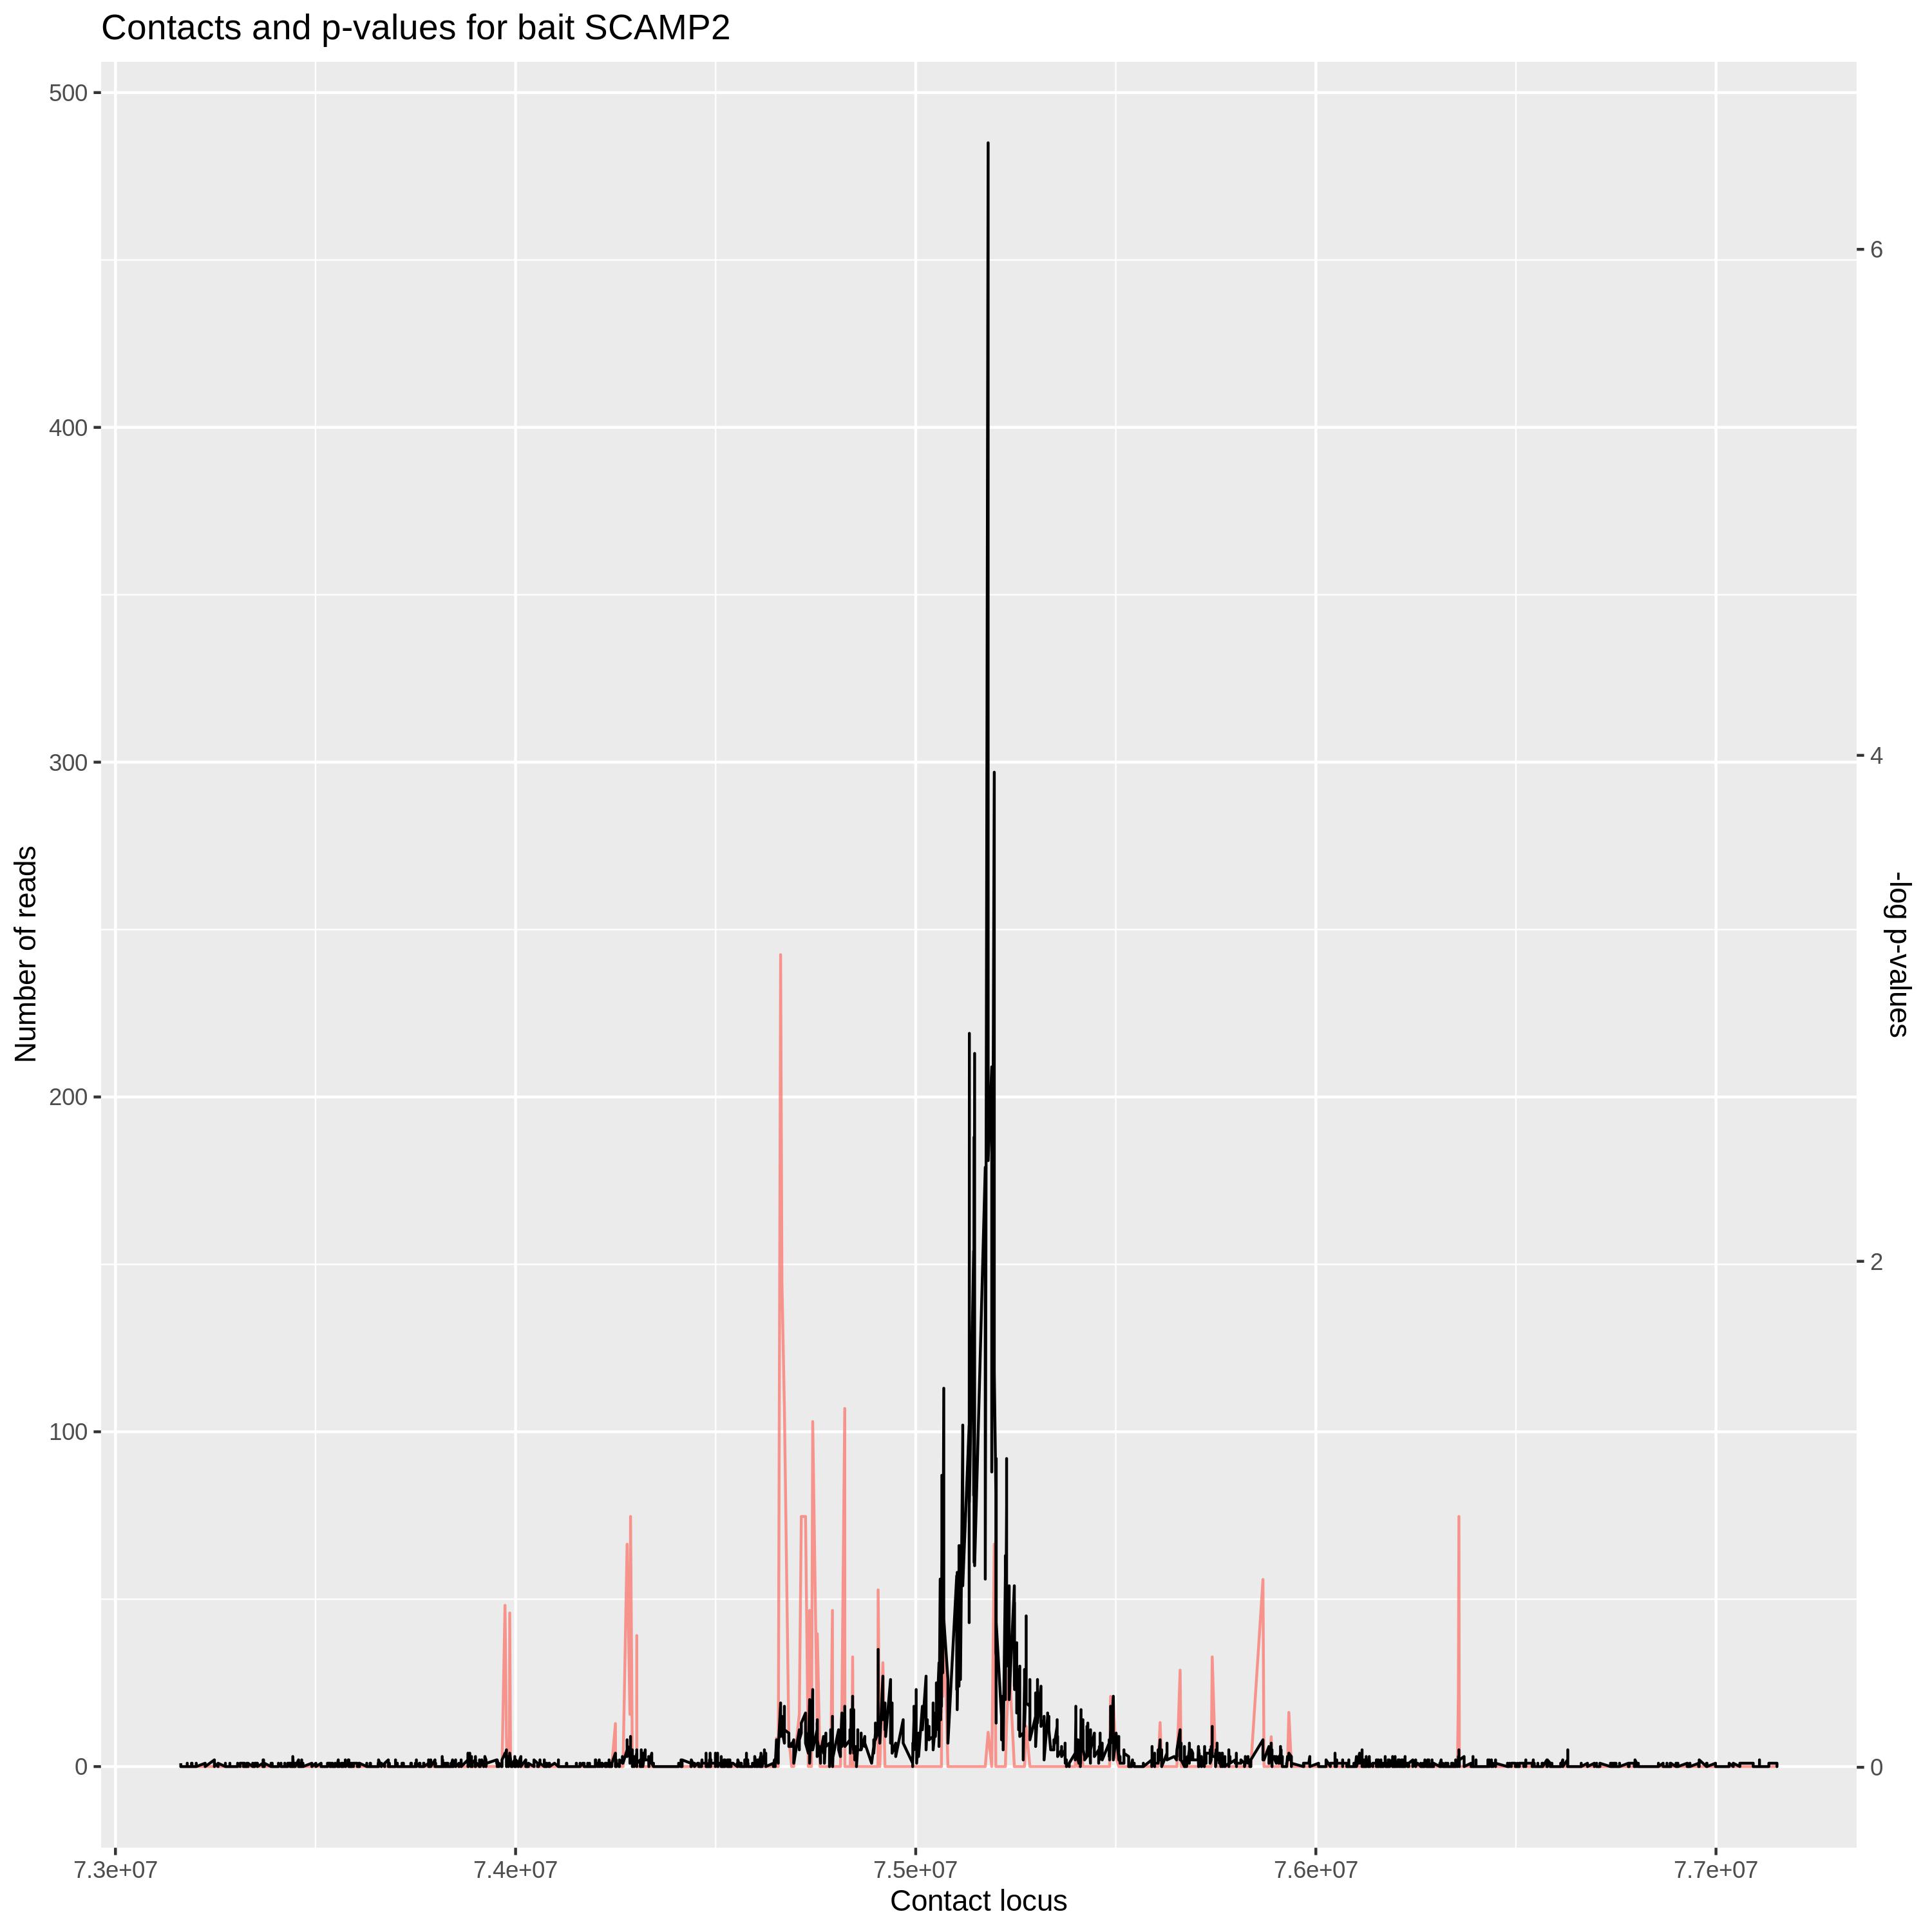 Contacts and p-values for bait SCAMP2
500
400
300
200
100
0
Number of reads
6
4
2
0
-log p-values
7.3e+07
7.4e+07
7.5e+07
7.6e+07
7.7e+07
Contact locus